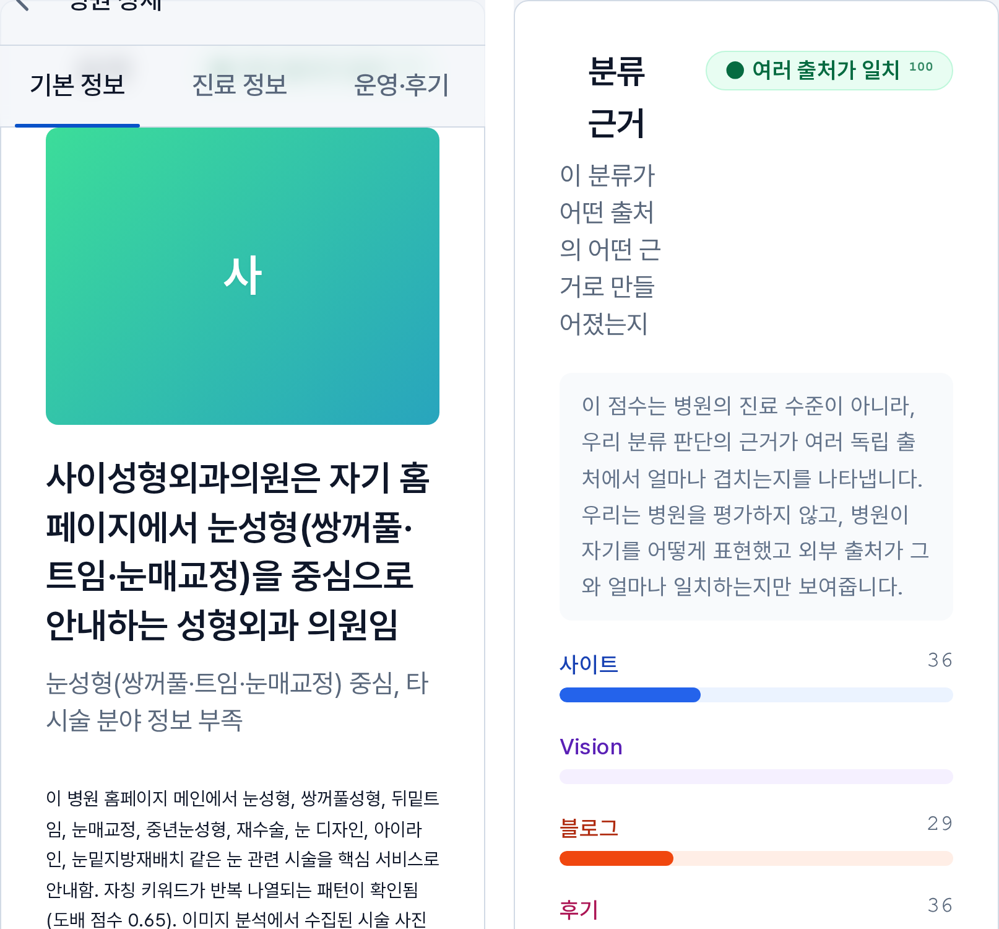 병원 상세
기본 정보
진료 정보
운영·후기
사
사이성형외과의원은 자기 홈
페이지에서 눈성형(쌍꺼풀·
트임·눈매교정)을 중심으로
안내하는 성형외과 의원임
눈성형(쌍꺼풀·트임·눈매교정) 중심, 타
시술 분야 정보 부족
이 병원 홈페이지 메인에서 눈성형, 쌍꺼풀성형, 뒤밑트
임, 눈매교정, 중년눈성형, 재수술, 눈 디자인, 아이라
인, 눈밑지방재배치 같은 눈 관련 시술을 핵심 서비스로
안내함. 자칭 키워드가 반복 나열되는 패턴이 확인됨
(도배 점수 0.65). 이미지 분석에서 수집된 시술 사진
분류
근거
여러 출처가 일치 100
이 분류가
어떤 출처
의 어떤 근
거로 만들
어졌는지
이 점수는 병원의 진료 수준이 아니라,
우리 분류 판단의 근거가 여러 독립 출
처에서 얼마나 겹치는지를 나타냅니다.
우리는 병원을 평가하지 않고, 병원이
자기를 어떻게 표현했고 외부 출처가 그
와 얼마나 일치하는지만 보여줍니다.
사이트 36
Vision
블로그 29
후기 36